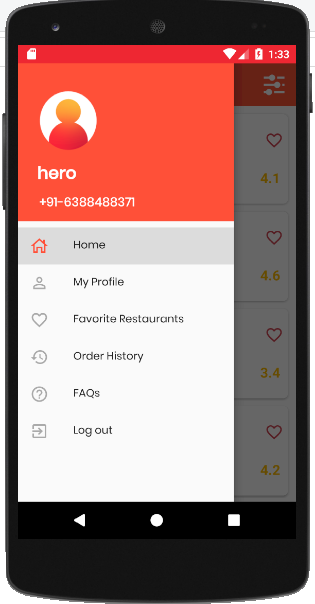 1:33
hero
+91-6388488371
Home
4.1
My Profile
4.6
Favorite Restaurants
Order History
3.4
FAQs
Log out
4.2